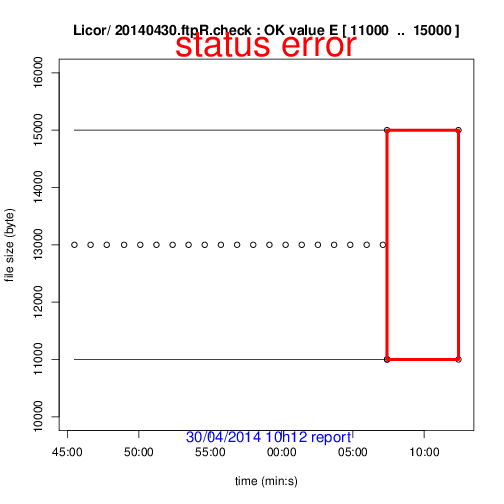 Licor/ 20140430.ftpR.check : OK value E [ 11000 .. 15000 ]
status error
file size (byte)
16000
15000
14000
13000
12000
11000
10000
30/04/2014 10h12 report
45:00 50:00 55:00 00:00 05:00 10:00
time (min:s)